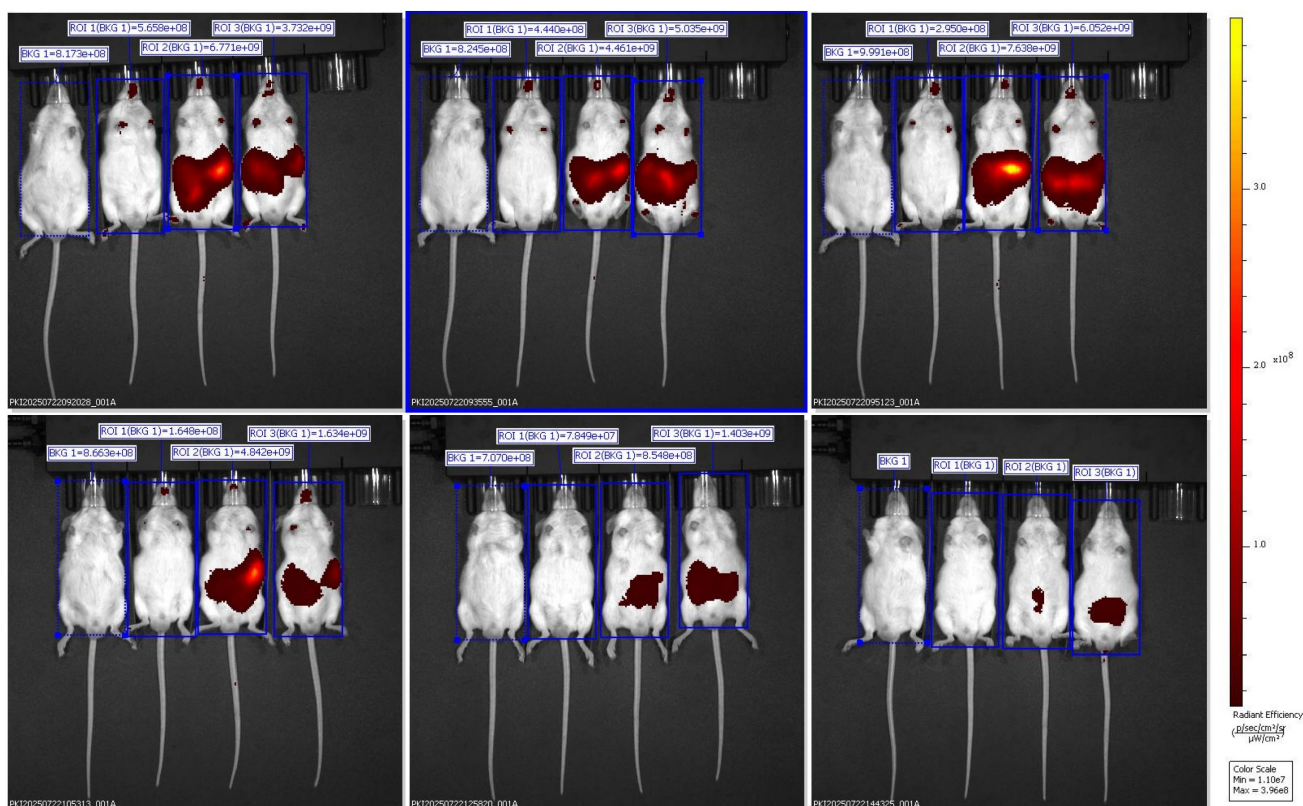 ROI 1(BKG 1)=5.658e+08
ROI 3(BKG 1)=3.732e+09
BKG 1=8.173e+08
ROI 2(BKG 1)=6.771e+09
PKI20250722092028_001A
ROI 1(BKG 1)=4.440e+08
ROI 3(BKG 1)=5.035e+09
BKG 1=8.245e+08
ROI 2(BKG 1)=4.461e+09
PKI20250722093555_001A
ROI 1(BKG 1)=2.950e+08
ROI 3(BKG 1)=6.052e+09
BKG 1=9.991e+08
ROI 2(BKG 1)=7.638e+09
PKI20250722095123_001A
ROI 1(BKG 1)=1.648e+08
ROI 3(BKG 1)=1.634e+09
BKG 1=8.663e+08
ROI 2(BKG 1)=4.842e+09
PKI20250722105313_001A
ROI 1(BKG 1)=7.849e+07
ROI 3(BKG 1)=1.403e+09
BKG 1=7.070e+08
ROI 2(BKG 1)=8.548e+08
PKI20250722125820_001A
BKG 1
ROI 1(BKG 1)
ROI 2(BKG 1)
ROI 3(BKG 1)
PKI20250722144325_001A
3.0
2.0
x10⁸
1.0
Radiant Efficiency
(p/sec/cm²/sr
µW/cm²)
Color Scale
Min = 1.10e7
Max = 3.96e8